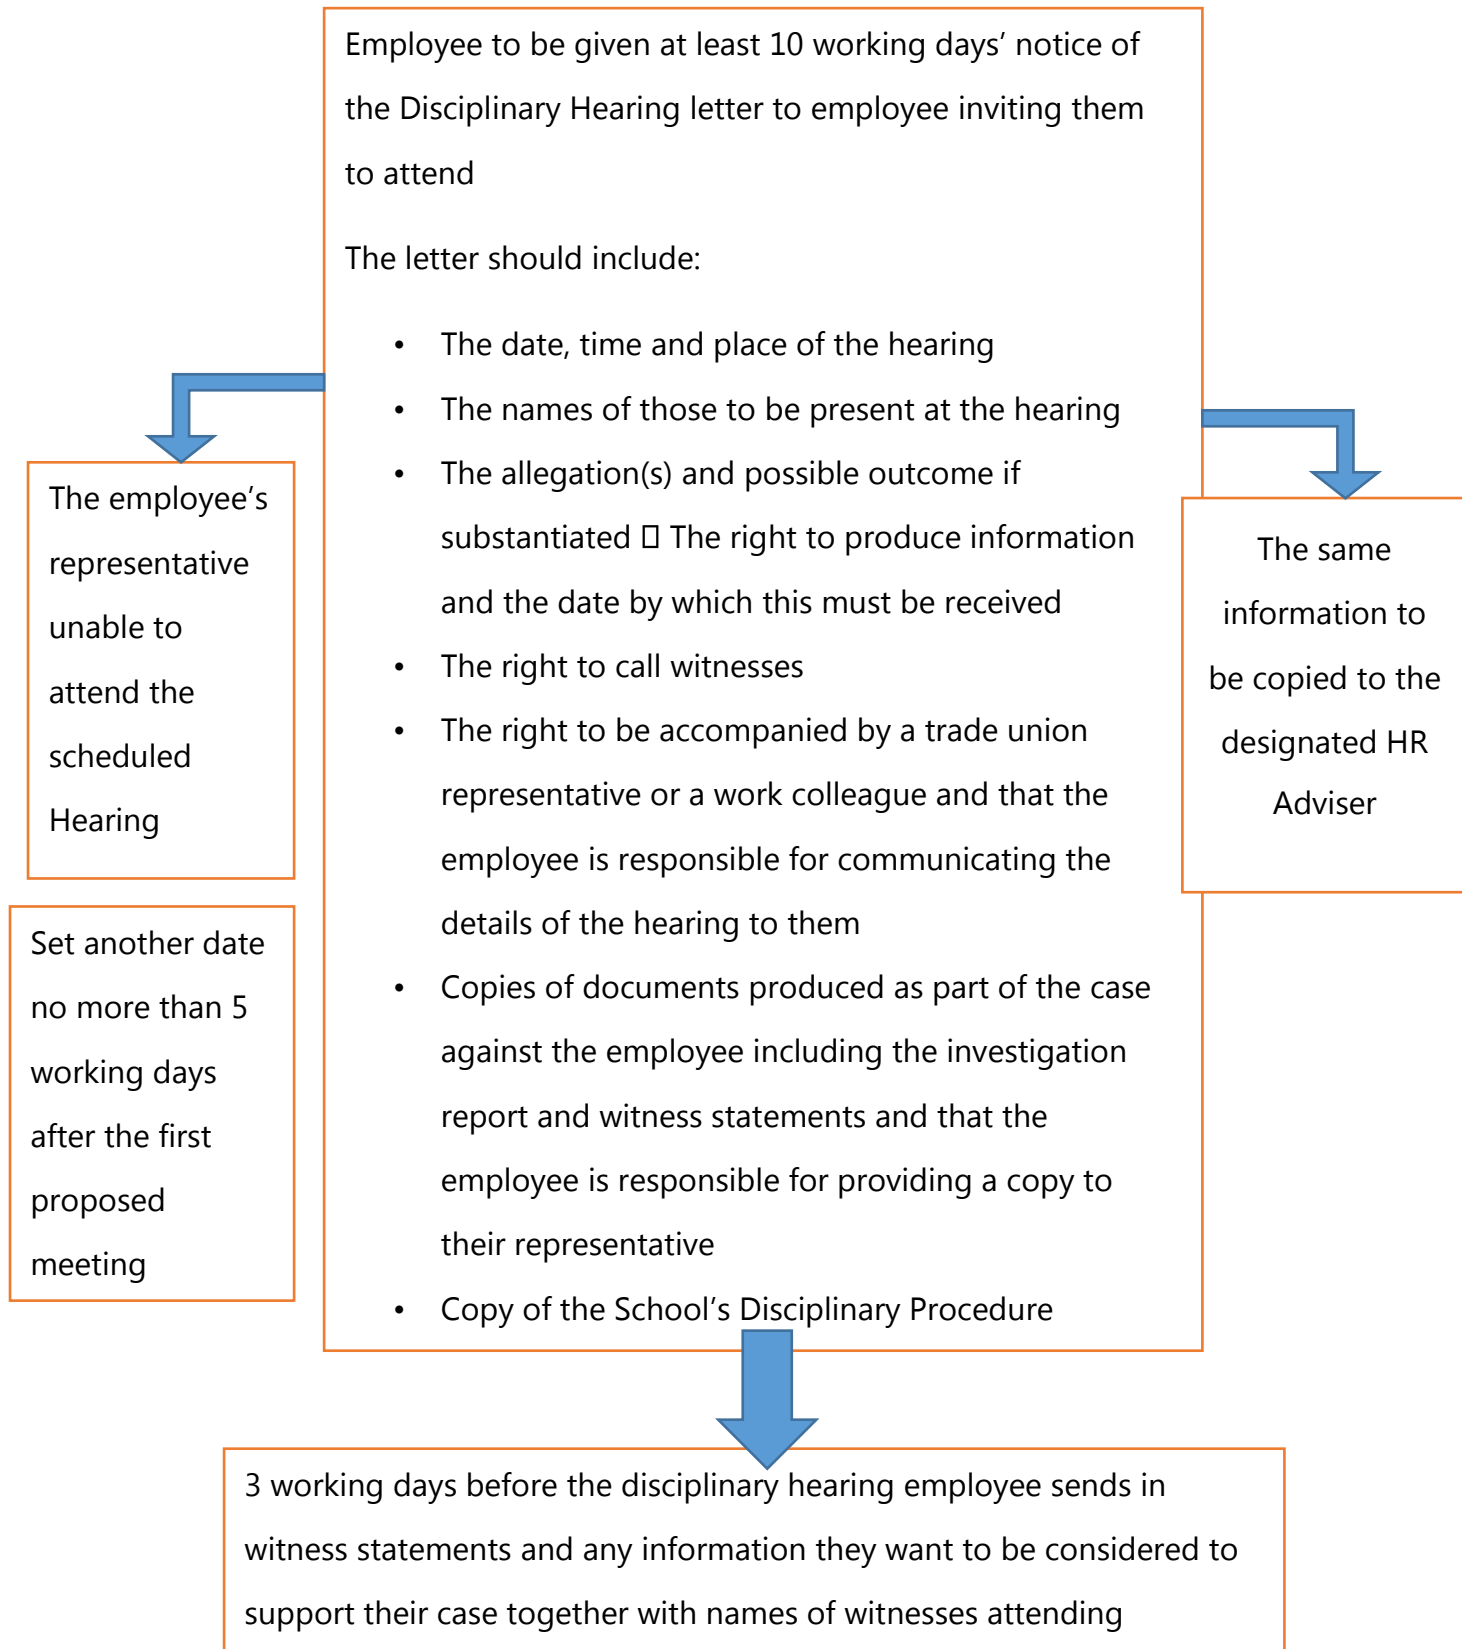 Employee to be given at least 10 working days’ notice of
the Disciplinary Hearing letter to employee inviting them
to attend
The letter should include:
• The date, time and place of the hearing
• The names of those to be present at the hearing
• The allegation(s) and possible outcome if
substantiated  The right to produce information
and the date by which this must be received
• The right to call witnesses
• The right to be accompanied by a trade union
representative or a work colleague and that the
employee is responsible for communicating the
details of the hearing to them
• Copies of documents produced as part of the case
against the employee including the investigation
report and witness statements and that the
employee is responsible for providing a copy to
their representative
• Copy of the School’s Disciplinary Procedure
The employee’s
representative
unable to
attend the
scheduled
Hearing
Set another date
no more than 5
working days
after the first
proposed
meeting
The same
information to
be copied to the
designated HR
Adviser
3 working days before the disciplinary hearing employee sends in
witness statements and any information they want to be considered to
support their case together with names of witnesses attending